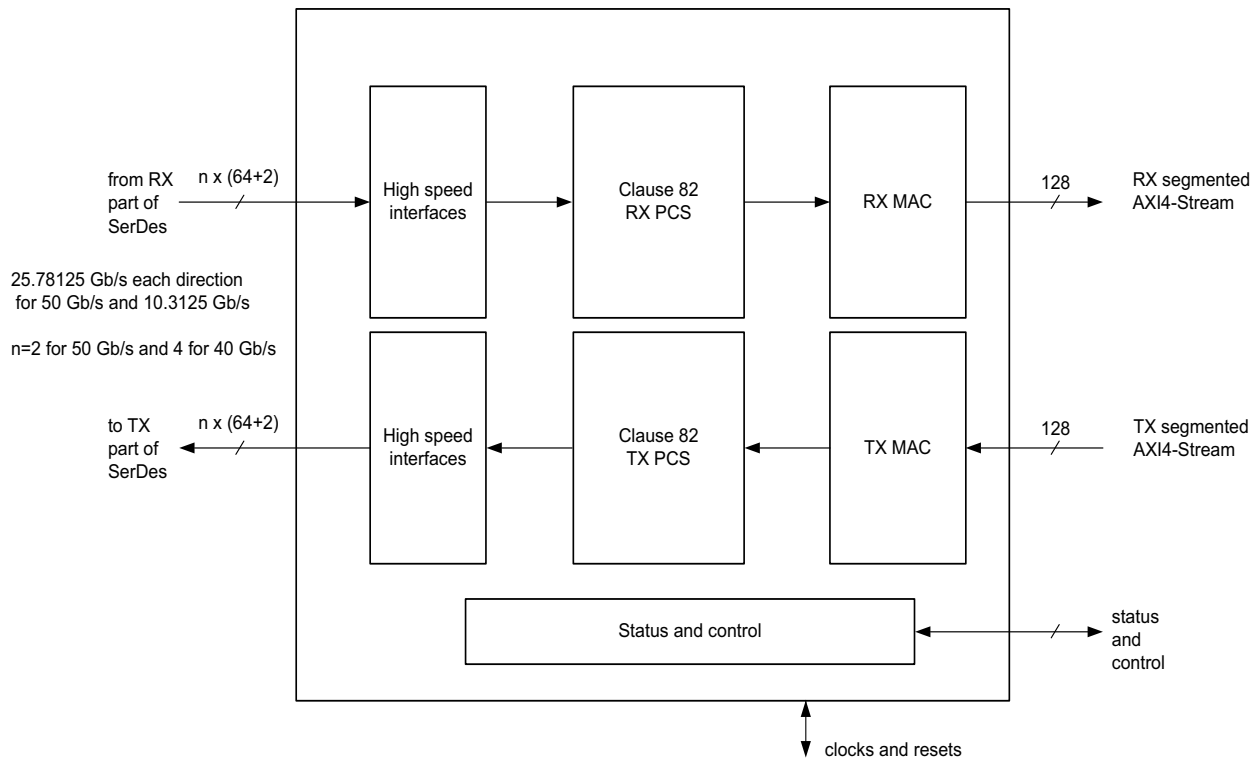 from RX
part of
SerDes
n x (64+2)
High speed
interfaces
Clause 82
RX PCS
RX MAC
128
RX segmented
AXI4-Stream
25.78125 Gb/s each direction
for 50 Gb/s and 10.3125 Gb/s
n=2 for 50 Gb/s and 4 for 40 Gb/s
to TX
part of
SerDes
n x (64+2)
High speed
interfaces
Clause 82
TX PCS
TX MAC
128
TX segmented
AXI4-Stream
Status and control
status
and
control
clocks and resets